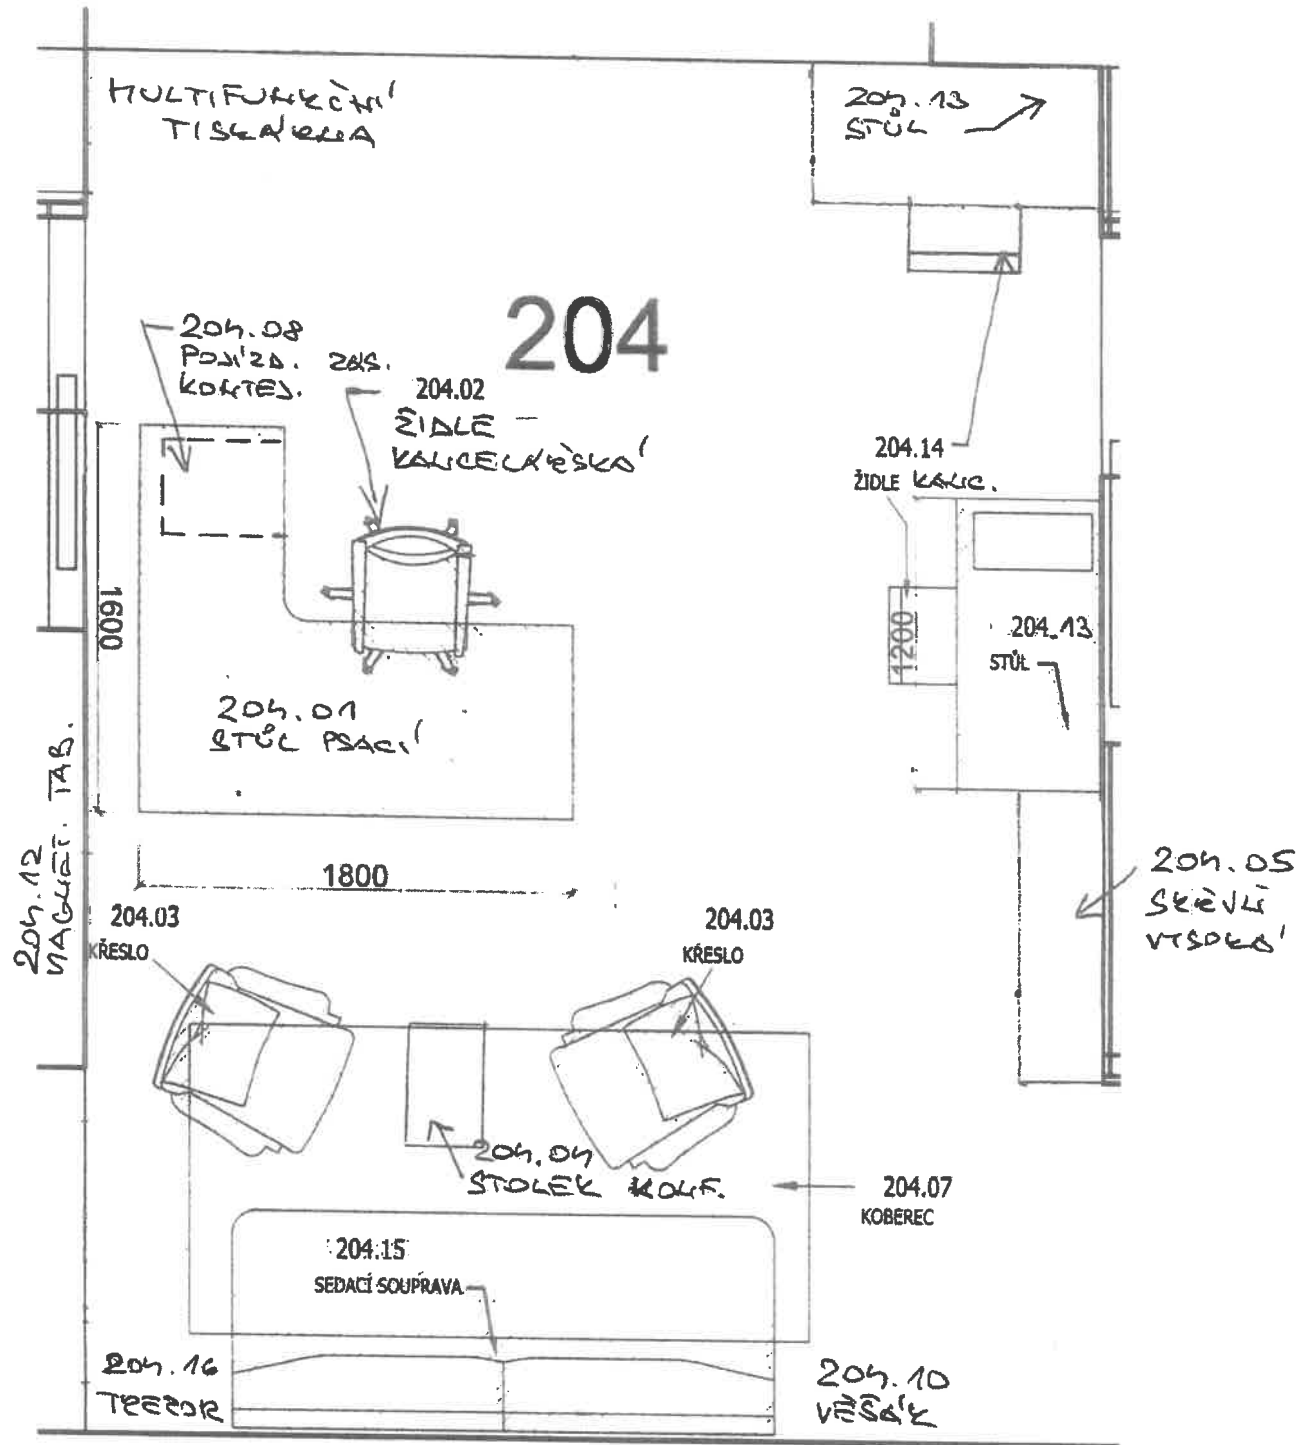 MULTIFUNKČNÍ
TISKÁRNA
204.13
STŮL
204
204.08
POJÍZD. ZÁS.
KONTEJ.
204.02
ŽIDLE -
KANCELÁŘSKÁ
204.14
ŽIDLE KANC.
1600
1200
204.13
STŮL
204.01
STŮL PSACÍ
204.12
MAGNET. TAB.
1800
204.05
SKŘÍŇ
VYSOKÁ
204.03
KŘESLO
204.03
KŘESLO
204.04
STOLEK KONF.
204.07
KOBEREC
204.15
SEDACÍ SOUPRAVA
204.16
TREZOR
204.10
VĚŠÁK